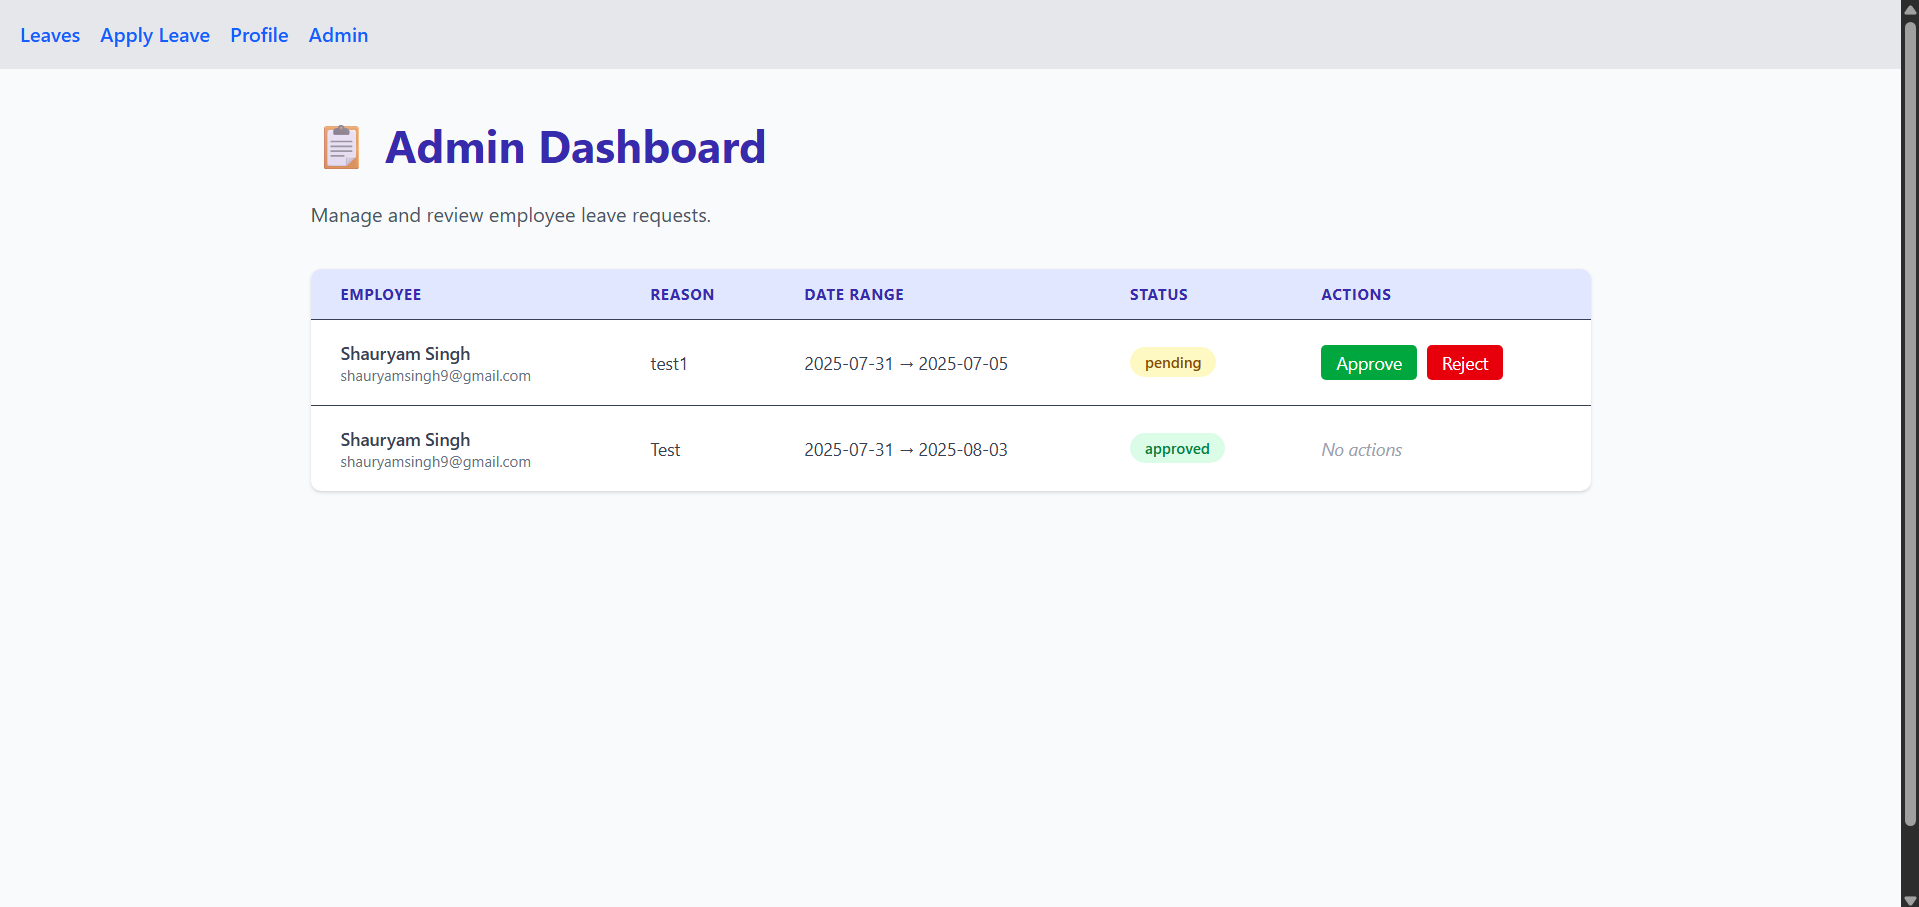 Leaves Apply Leave Profile Admin
Admin Dashboard
Manage and review employee leave requests.
EMPLOYEE REASON DATE RANGE STATUS ACTIONS
Shauryam Singh
shauryamsingh9@gmail.com
test1 2025-07-31 → 2025-07-05 pending Approve Reject
Shauryam Singh
shauryamsingh9@gmail.com
Test 2025-07-31 → 2025-08-03 approved No actions